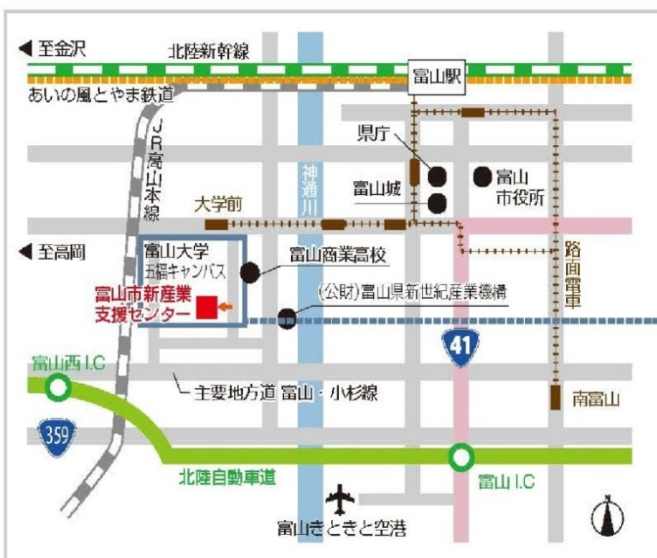 至金沢
北陸新幹線
富山駅
あいの風とやま鉄道
JR高山本線
県庁
神通川
富山城
富山
市役所
大学前
至高岡
富山大学
五福キャンパス
富山商業高校
路面電車
富山市新産業
支援センター
(公財)富山県新世紀産業機構
41
富山西I.C
主要地方道 富山・小杉線
南富山
359
北陸自動車道
富山I.C
富山きときと空港
N